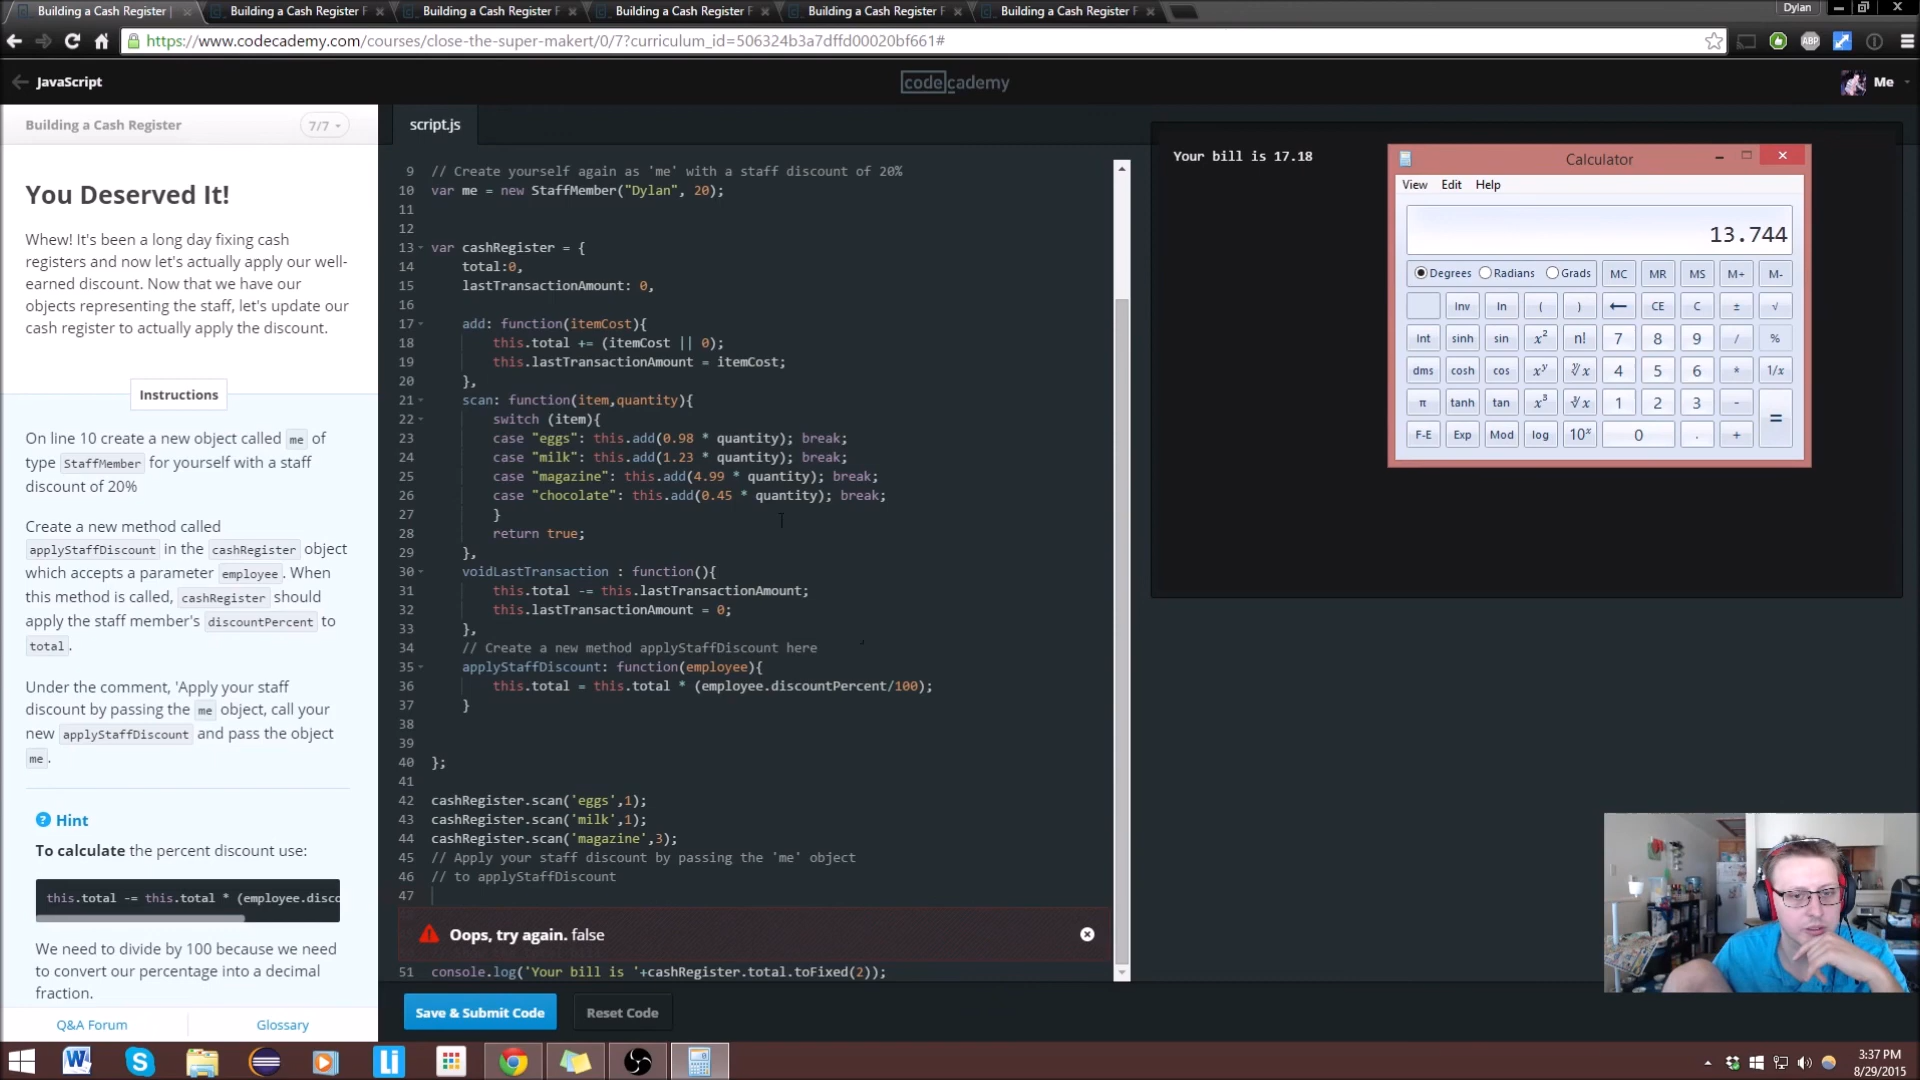 Building a Cash Register |
Building a Cash Register F
Building a Cash Register F
Building a Cash Register F
Building a Cash Register F
Building a Cash Register F
Dylan
https://www.codecademy.com/courses/close-the-super-makert/0/7?curriculum_id=506324b3a7dffd00020bf661#
ABP
JavaScript
codecademy
Me
Building a Cash Register
7/7
You Deserved It!
Whew! It's been a long day fixing cash
registers and now let's actually apply our well-
earned discount. Now that we have our
objects representing the staff, let's update our
cash register to actually apply the discount.
Instructions
On line 10 create a new object called me of
type StaffMember for yourself with a staff
discount of 20%
Create a new method called
applyStaffDiscount in the cashRegister object
which accepts a parameter employee. When
this method is called, cashRegister should
apply the staff member's discountPercent to
total.
Under the comment, 'Apply your staff
discount by passing the me object, call your
new applyStaffDiscount and pass the object
me.
? Hint
To calculate the percent discount use:
this.total -= this.total * (employee.disco
We need to divide by 100 because we need
to convert our percentage into a decimal
fraction.
Q&A Forum
Glossary
script.js
9 // Create yourself again as 'me' with a staff discount of 20%
10 var me = new StaffMember("Dylan", 20);
11
12
13 var cashRegister = {
14 total:0,
15 lastTransactionAmount: 0,
16
17 add: function(itemCost){
18 this.total += (itemCost || 0);
19 this.lastTransactionAmount = itemCost;
20 },
21 scan: function(item,quantity){
22 switch (item){
23 case "eggs": this.add(0.98 * quantity); break;
24 case "milk": this.add(1.23 * quantity); break;
25 case "magazine": this.add(4.99 * quantity); break;
26 case "chocolate": this.add(0.45 * quantity); break;
27 }
28 return true;
29 },
30 voidLastTransaction : function(){
31 this.total -= this.lastTransactionAmount;
32 this.lastTransactionAmount = 0;
33 },
34 // Create a new method applyStaffDiscount here
35 applyStaffDiscount: function(employee){
36 this.total = this.total * (employee.discountPercent/100);
37 }
38
39
40 };
41
42 cashRegister.scan('eggs',1);
43 cashRegister.scan('milk',1);
44 cashRegister.scan('magazine',3);
45 // Apply your staff discount by passing the 'me' object
46 // to applyStaffDiscount
47
Oops, try again. false
51 console.log('Your bill is '+cashRegister.total.toFixed(2));
Save & Submit Code
Reset Code
Your bill is 17.18
Calculator
View Edit Help
13.744
Degrees Radians Grads MC MR MS M+ M-
Inv ln ( ) ← CE C ± √
Int sinh sin x² n! 7 8 9 / %
dms cosh cos xʸ ʸ√x 4 5 6 * 1/x
π tanh tan x³ ³√x 1 2 3 - =
F-E Exp Mod log 10ˣ 0 . +
3:37 PM
8/29/2015